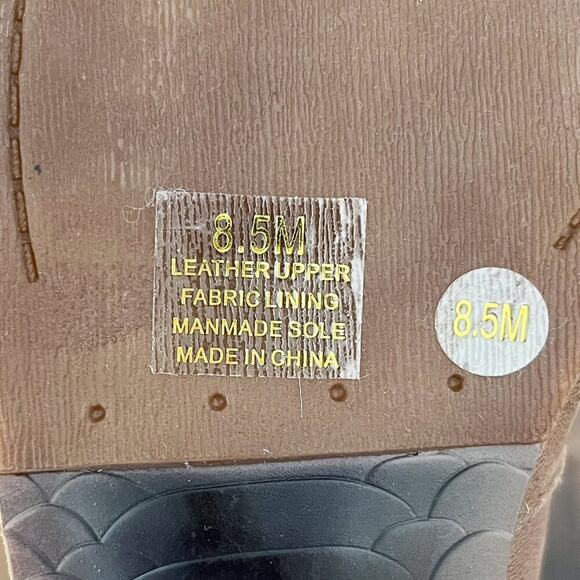 8.5M
LEATHER UPPER
FABRIC LINING
MANMADE SOLE
MADE IN CHINA
8.5M